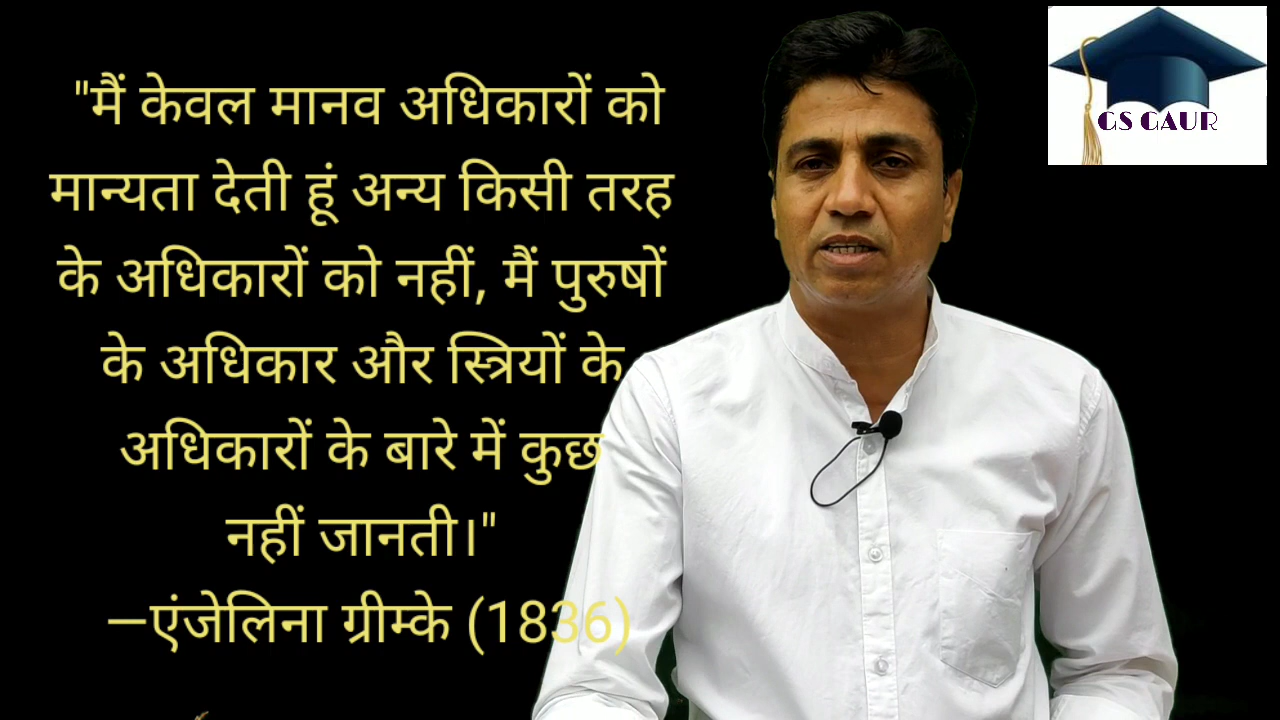 "मैं केवल मानव अधिकारों को
मान्यता देती हूं अन्य किसी तरह
के अधिकारों को नहीं, मैं पुरुषों
के अधिकार और स्त्रियों के
अधिकारों के बारे में कुछ
नहीं जानती।"
—एंजेलिना ग्रीम्के (1836)
GS GAUR